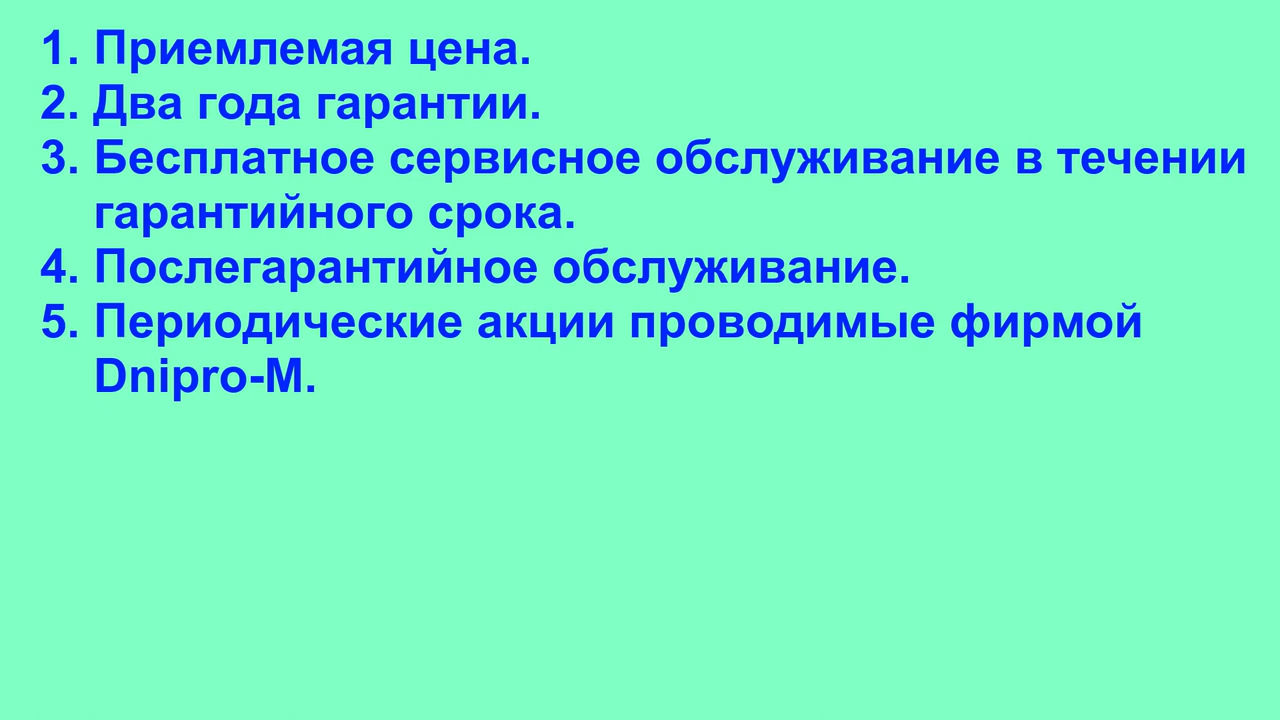 1. Приемлемая цена.
2. Два года гарантии.
3. Бесплатное сервисное обслуживание в течении
гарантийного срока.
4. Послегарантийное обслуживание.
5. Периодические акции проводимые фирмой
Dnipro-M.